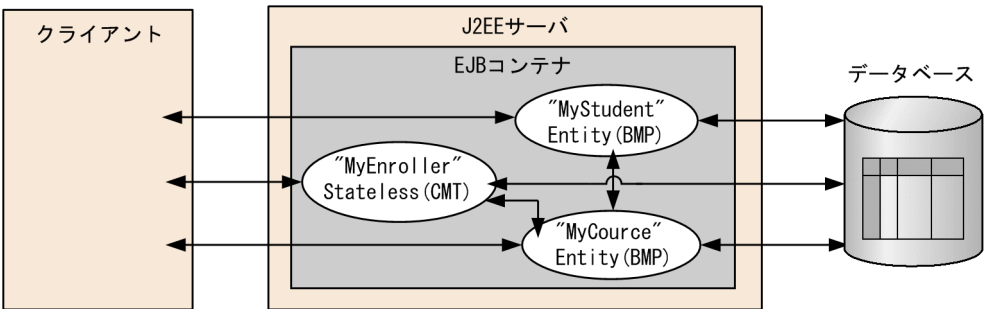 クライアント
J2EEサーバ
EJBコンテナ
データベース
"MyStudent"
Entity(BMP)
"MyEnroller"
Stateless(CMT)
"MyCource"
Entity(BMP)